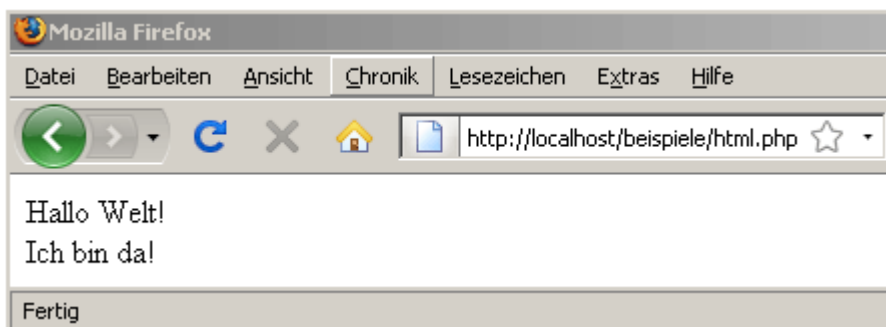 Mozilla Firefox
Datei Bearbeiten Ansicht Chronik Lesezeichen Extras Hilfe
http://localhost/beispiele/html.php
Hallo Welt!
Ich bin da!
Fertig